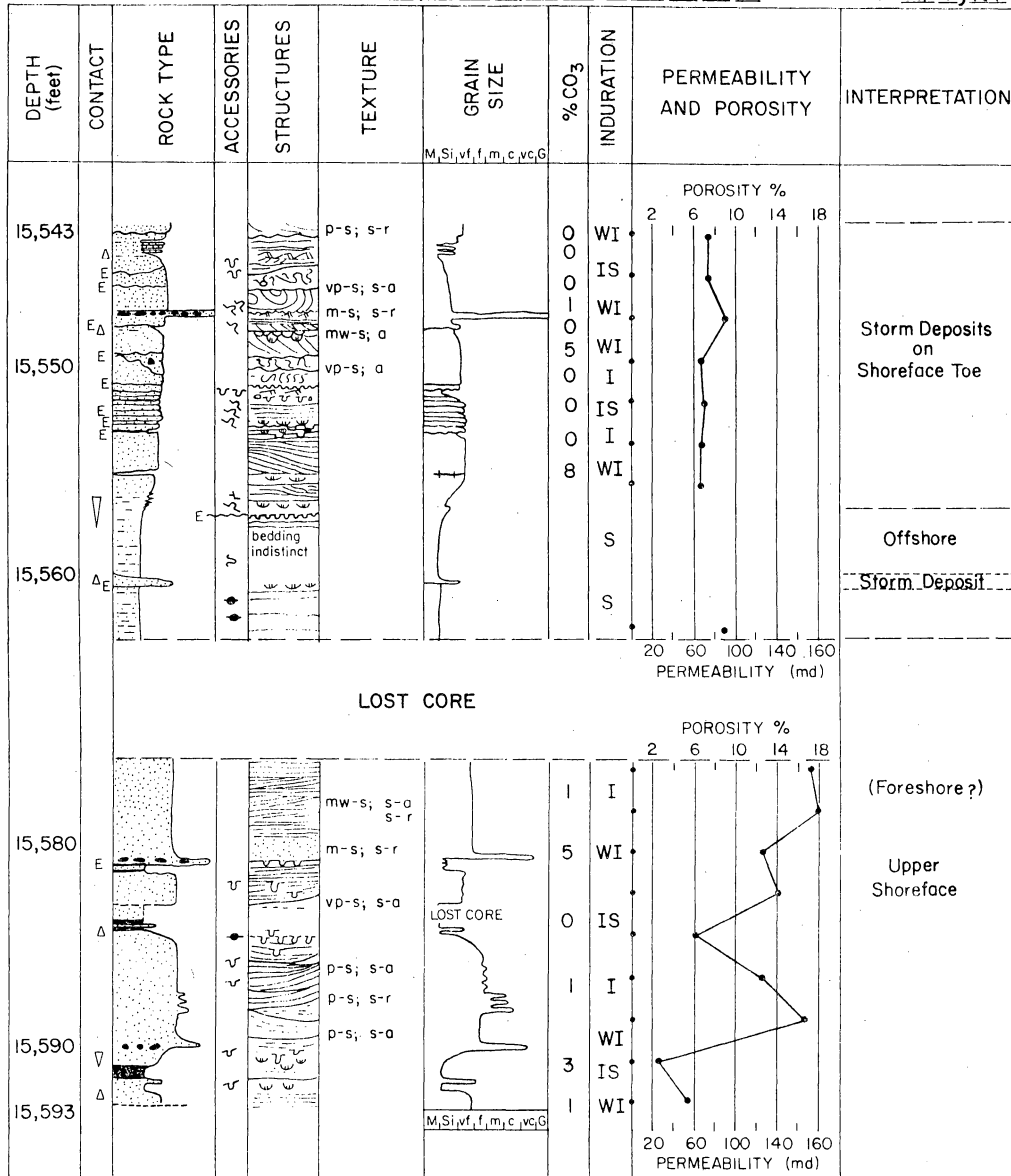 DEPTH (feet)
CONTACT
ROCK TYPE
ACCESSORIES
STRUCTURES
TEXTURE
GRAIN SIZE
M Si vf f m c vc G
%CO3
INDURATION
PERMEABILITY AND POROSITY
INTERPRETATION
POROSITY %
2 6 10 14 18
15,543
p-s; s-r
0 WI
0
E
IS
E
0
vp-s; s-a
1 WI
m-s; s-r
E
0
mw-s; a
5 WI
Storm Deposits
on
Shoreface Toe
E
15,550
vp-s; a
0 I
E
0 IS
E
E
E
0 I
8 WI
E
bedding
indistinct
S
Offshore
15,560
E
Storm Deposit
S
20 60 100 140 160
PERMEABILITY (md)
LOST CORE
POROSITY %
2 6 10 14 18
1 I
(Foreshore?)
mw-s; s-a
s-r
15,580
m-s; s-r
5 WI
E
Upper
Shoreface
vp-s; s-a
LOST CORE
0 IS
p-s; s-a
1 I
p-s; s-r
p-s; s-a
WI
15,590
3 IS
15,593
1 WI
M Si vf f m c vc G
20 60 100 140 160
PERMEABILITY (md)